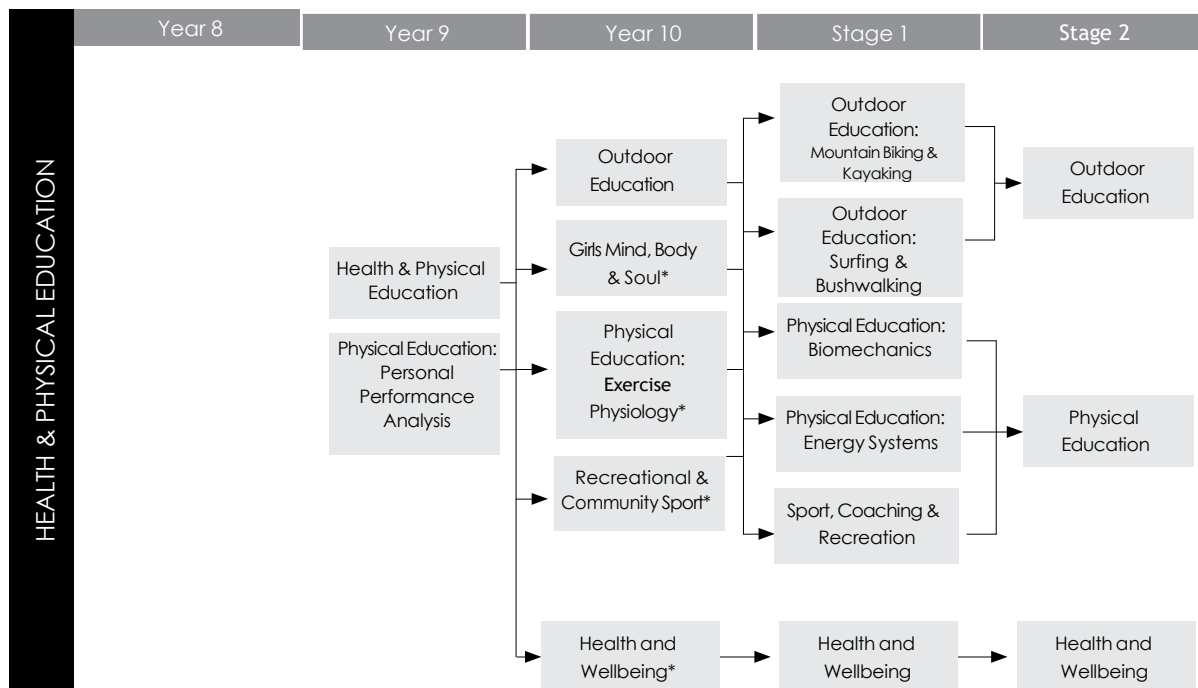 HEALTH & PHYSICAL EDUCATION
Year 8
Year 9
Year 10
Stage 1
Stage 2
Health & Physical
Education
Physical Education:
Personal
Performance
Analysis
Outdoor
Education
Girls Mind, Body
& Soul*
Physical
Education:
Exercise
Physiology*
Recreational &
Community Sport*
Health and
Wellbeing*
Outdoor
Education:
Mountain Biking &
Kayaking
Outdoor
Education:
Surfing &
Bushwalking
Physical Education:
Biomechanics
Physical Education:
Energy Systems
Sport, Coaching &
Recreation
Health and
Wellbeing
Outdoor
Education
Physical
Education
Health and
Wellbeing